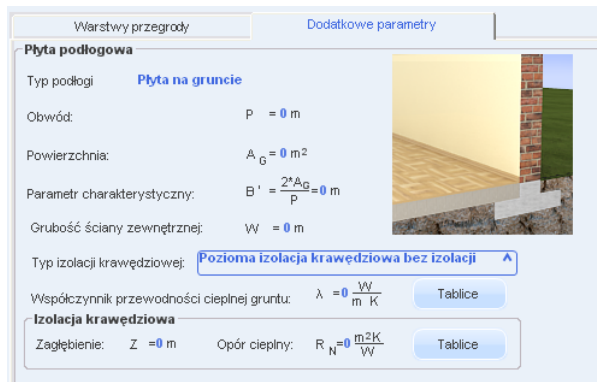 Warstwy przegrody Dodatkowe parametry
Płyta podłogowa
Typ podłogi Płyta na gruncie
Obwód: P = 0 m
Powierzchnia: A G = 0 m²
Parametr charakterystyczny: B' = 2*AG/P = 0 m
Grubość ściany zewnętrznej: W = 0 m
Typ izolacji krawędziowej: Pozioma izolacja krawędziowa bez izolacji
Współczynnik przewodności cieplnej gruntu: λ = 0 W/m K Tablice
Izolacja krawędziowa
Zagłębienie: Z = 0 m Opór cieplny: R N = 0 m²K/W Tablice